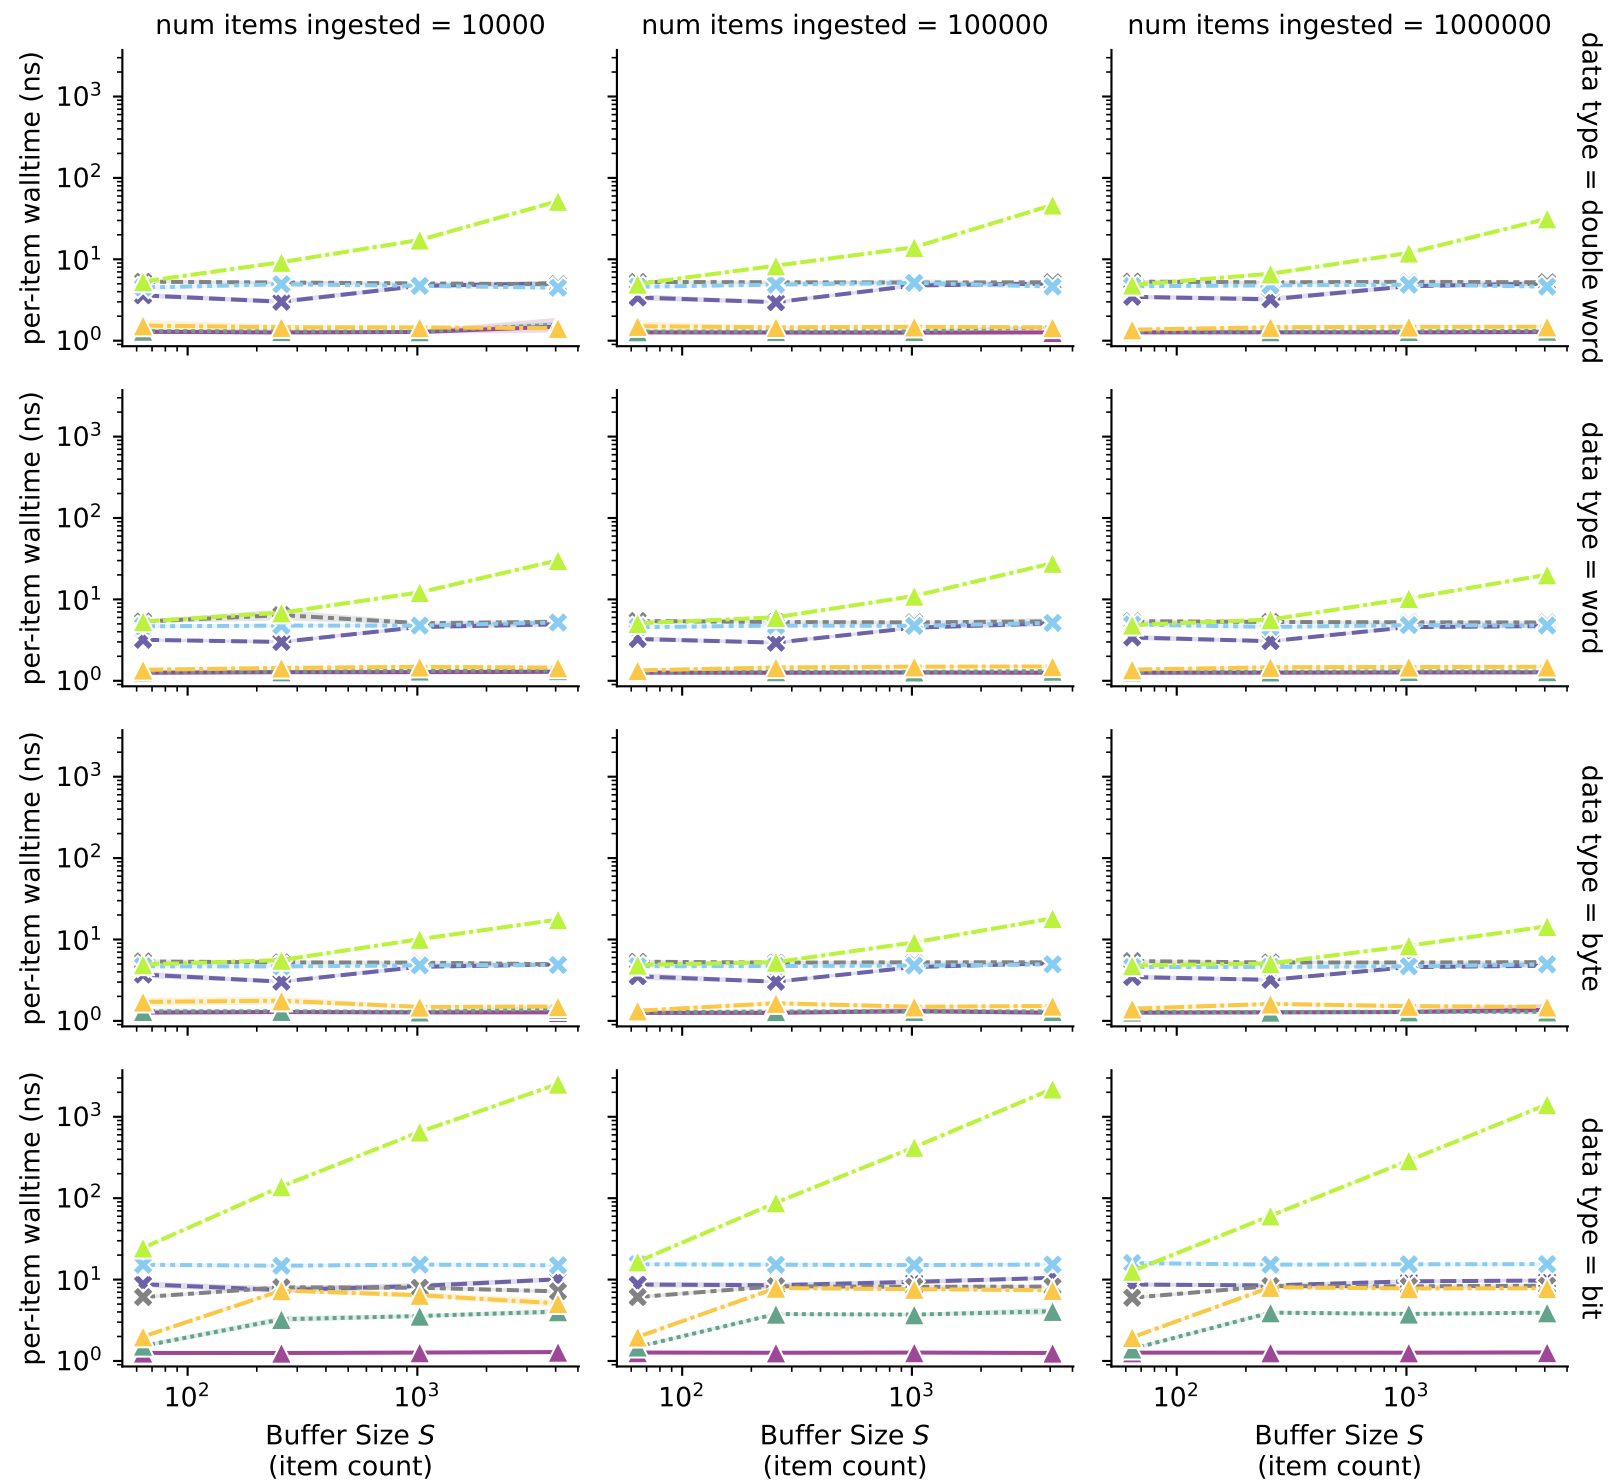 num items ingested = 10000
num items ingested = 100000
num items ingested = 1000000
per-item walltime (ns)
10³
10²
10¹
10⁰
data type = double word
per-item walltime (ns)
10³
10²
10¹
10⁰
data type = word
per-item walltime (ns)
10³
10²
10¹
10⁰
data type = byte
per-item walltime (ns)
10³
10²
10¹
10⁰
data type = bit
10²
10³
10²
10³
10²
10³
Buffer Size S
(item count)
Buffer Size S
(item count)
Buffer Size S
(item count)